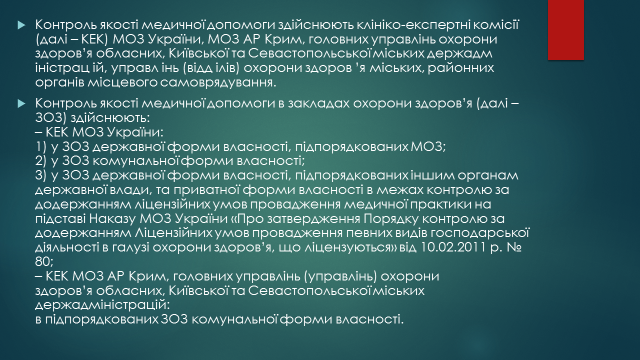 Контроль якості медичної допомоги здійснюють клініко-експертні комісії
(далі – КЕК) МОЗ України, МОЗ АР Крим, головних управлінь охорони
здоров’я обласних, Київської та Севастопольської міських держадм
іністрац ій, управл інь (відд ілів) охорони здоров ’я міських, районних
органів місцевого самоврядування.
Контроль якості медичної допомоги в закладах охорони здоров’я (далі –
ЗОЗ) здійснюють:
– КЕК МОЗ України:
1) у ЗОЗ державної форми власності, підпорядкованих МОЗ;
2) у ЗОЗ комунальної форми власності;
3) у ЗОЗ державної форми власності, підпорядкованих іншим органам
державної влади, та приватної форми власності в межах контролю за
додержанням ліцензійних умов провадження медичної практики на
підставі Наказу МОЗ України «Про затвердження Порядку контролю за
додержанням Ліцензійних умов провадження певних видів господарської
діяльності в галузі охорони здоров’я, що ліцензуються» від 10.02.2011 р. №
80;
– КЕК МОЗ АР Крим, головних управлінь (управлінь) охорони
здоров’я обласних, Київської та Севастопольської міських
держадміністрацій:
в підпорядкованих ЗОЗ комунальної форми власності.